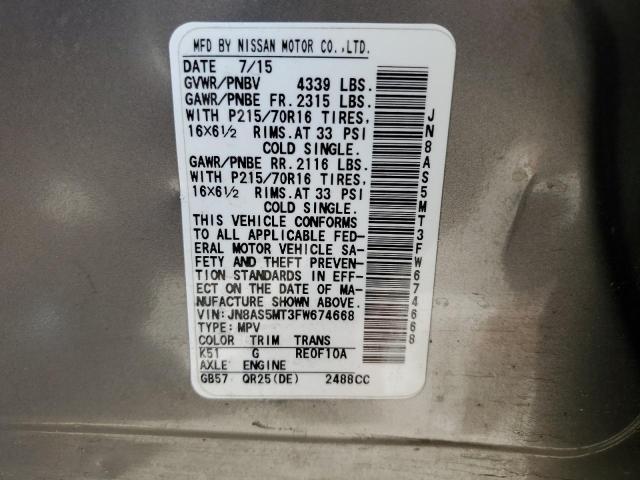 MFD BY NISSAN MOTOR CO.,LTD.
DATE 7/15
GVWR/PNBV 4339 LBS.
GAWR/PNBE FR. 2315 LBS.
WITH P215/70R16 TIRES,
16X6½ RIMS. AT 33 PSI
COLD SINGLE.
GAWR/PNBE RR. 2116 LBS.
WITH P215/70R16 TIRES,
16X6½ RIMS. AT 33 PSI
COLD SINGLE.
THIS VEHICLE CONFORMS
TO ALL APPLICABLE FED-
ERAL MOTOR VEHICLE SA-
FETY AND THEFT PREVEN-
TION STANDARDS IN EFF-
ECT ON THE DATE OF MA-
NUFACTURE SHOWN ABOVE.
VIN: JN8AS5MT3FW674668
TYPE: MPV
COLOR TRIM TRANS
K51 G RE0F10A
AXLE ENGINE
GB57 QR25(DE) 2488CC
JN8AS5MT3FW674668